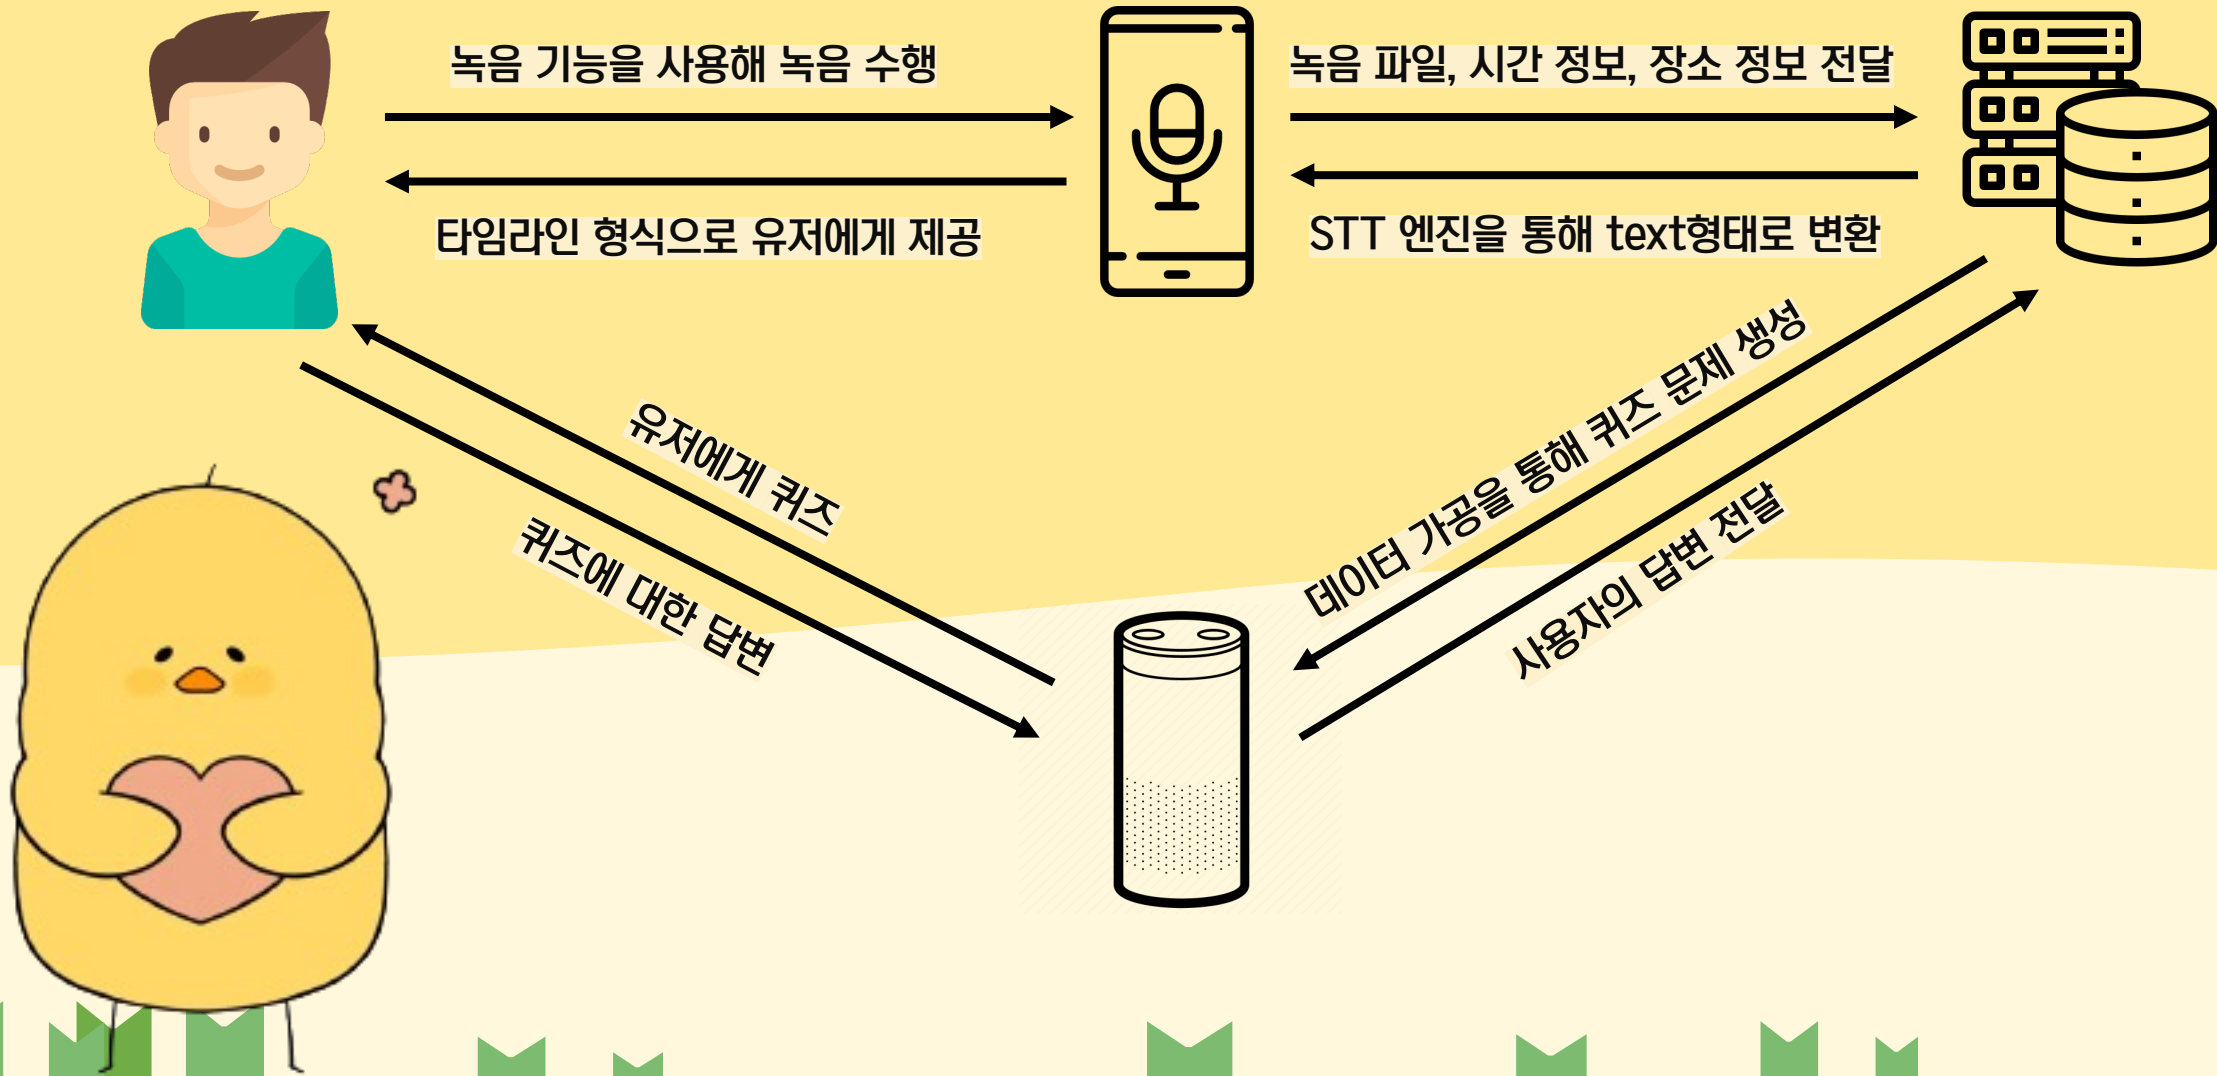 녹음 기능을 사용해 녹음 수행
녹음 파일, 시간 정보, 장소 정보 전달
타임라인 형식으로 유저에게 제공
STT 엔진을 통해 text형태로 변환
유저에게 퀴즈
퀴즈에 대한 답변
데이터 가공을 통해 퀴즈 문제 생성
사용자의 답변 전달